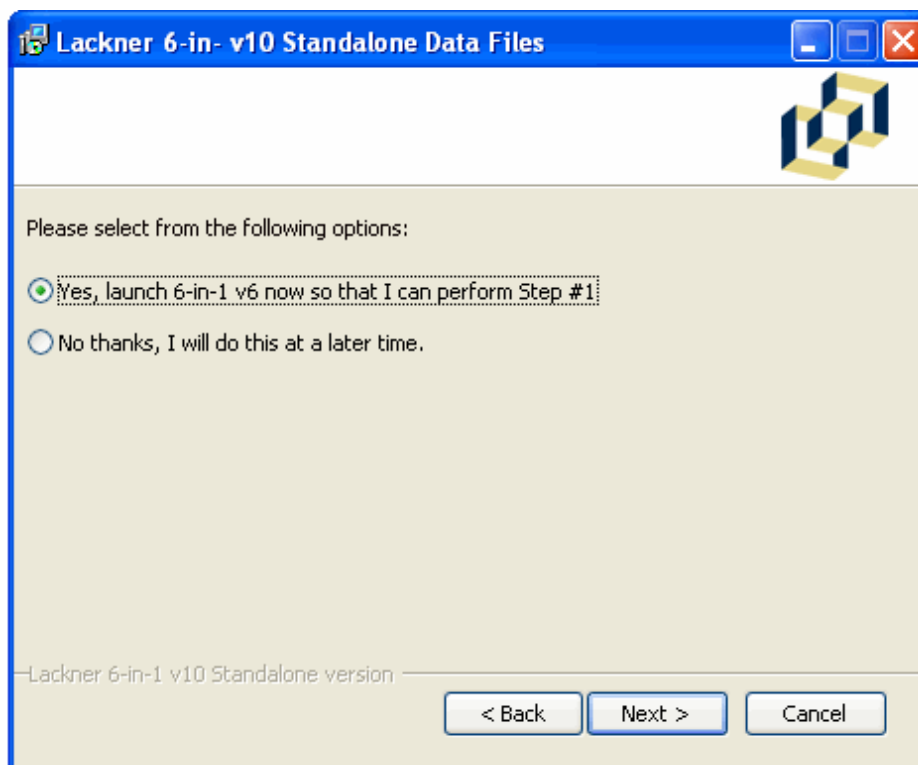 Lackner 6-in- v10 Standalone Data Files
Please select from the following options:
Yes, launch 6-in-1 v6 now so that I can perform Step #1
No thanks, I will do this at a later time.
Lackner 6-in-1 v10 Standalone version
< Back Next > Cancel